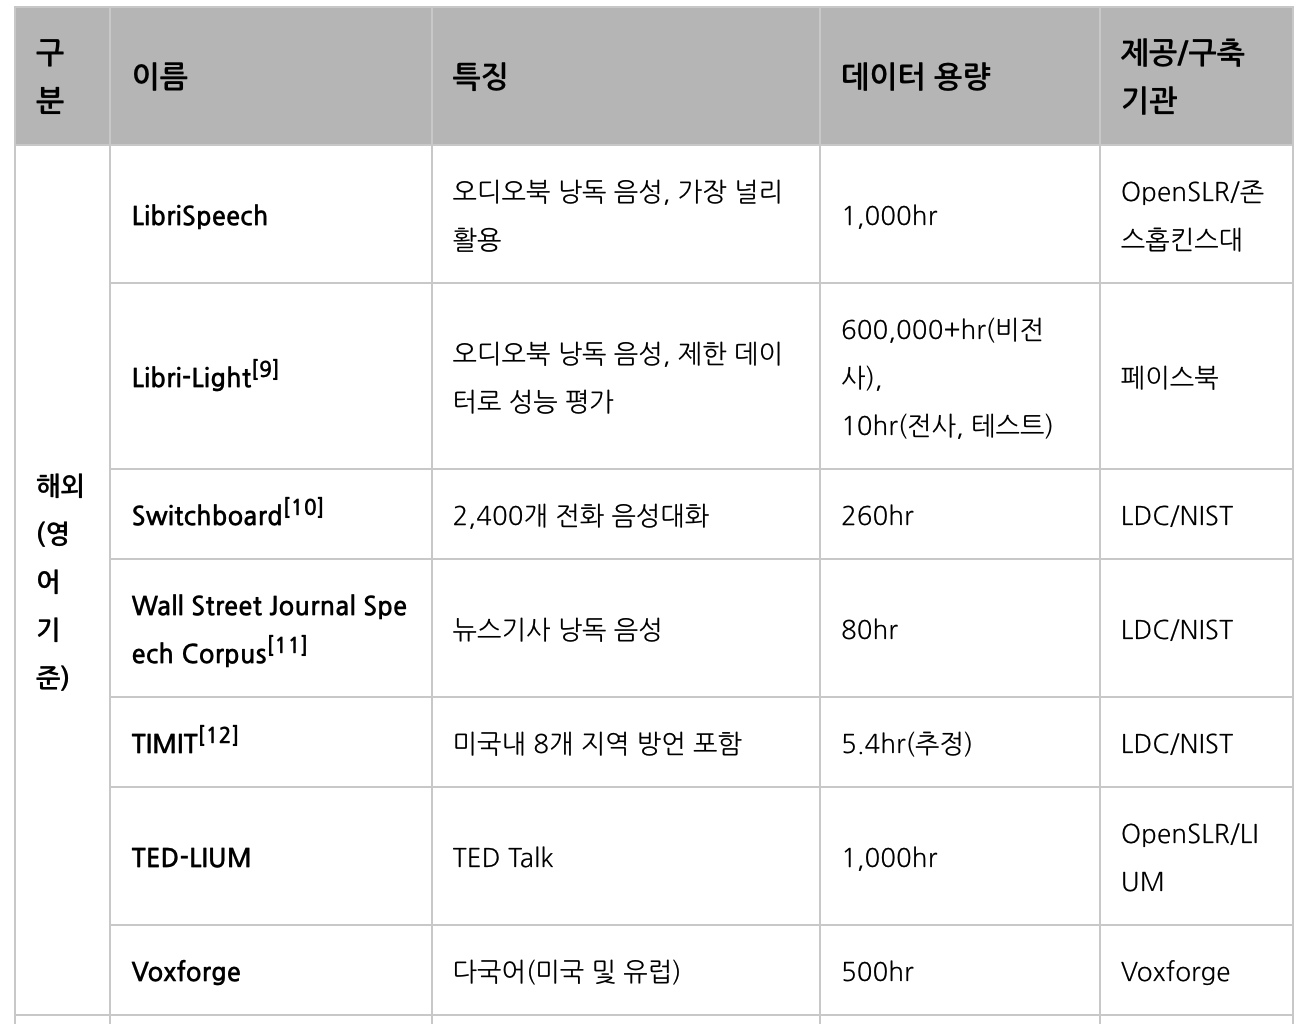 구분 이름 특징 데이터 용량 제공/구축 기관
해외(영어 기준)
LibriSpeech
오디오북 낭독 음성, 가장 널리
활용
1,000hr
OpenSLR/존
스홉킨스대
Libri-Light[9]
오디오북 낭독 음성, 제한 데이
터로 성능 평가
600,000+hr(비전
사),
10hr(전사, 테스트)
페이스북
Switchboard[10]
2,400개 전화 음성대화
260hr
LDC/NIST
Wall Street Journal Spe
ech Corpus[11]
뉴스기사 낭독 음성
80hr
LDC/NIST
TIMIT[12]
미국내 8개 지역 방언 포함
5.4hr(추정)
LDC/NIST
TED-LIUM
TED Talk
1,000hr
OpenSLR/LI
UM
Voxforge
다국어(미국 및 유럽)
500hr
Voxforge